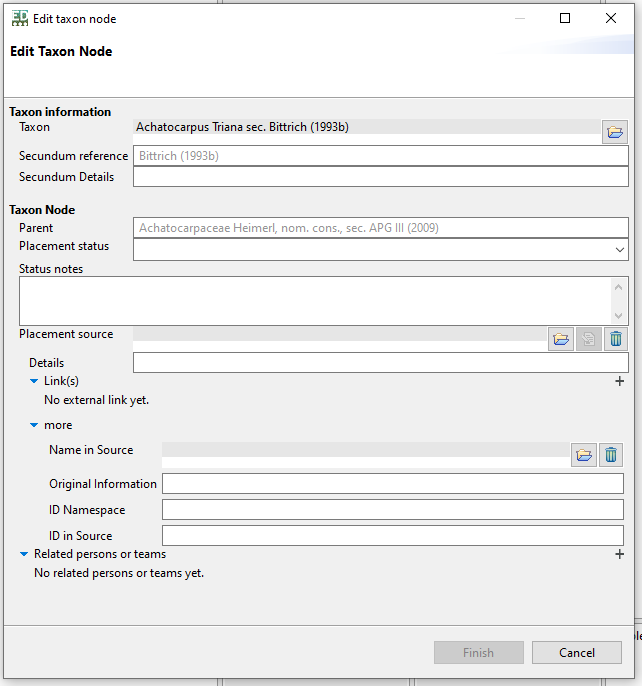 ED Edit taxon node
Edit Taxon Node
Taxon information
Taxon Achatocarpus Triana sec. Bittrich (1993b)
Secundum reference Bittrich (1993b)
Secundum Details
Taxon Node
Parent Achatocarpaceae Heimerl, nom. cons., sec. APG III (2009)
Placement status
Status notes
Placement source
Details
Link(s) +
No external link yet.
more
Name in Source
Original Information
ID Namespace
ID in Source
Related persons or teams +
No related persons or teams yet.
Finish Cancel